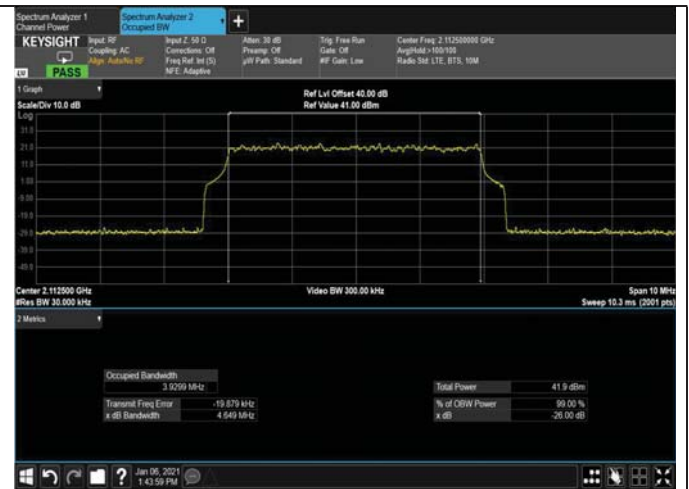 Spectrum Analyzer 1
Channel Power
Spectrum Analyzer 2
Occupied BW
KEYSIGHT
Input: RF
Coupling: AC
Align: Auto/No RF
Input Z: 50 Ω
Corrections: Off
Freq Ref: Int (S)
NFE: Adaptive
Atten: 30 dB
Preamp: Off
µW Path: Standard
Trig: Free Run
Gate: Off
#IF Gain: Low
Center Freq: 2.112500000 GHz
Avg|Hold:>100/100
Radio Std: LTE, BTS, 10M
PASS
1 Graph
Scale/Div 10.0 dB
Ref Lvl Offset 40.00 dB
Ref Value 41.00 dBm
Log
31.0
21.0
11.0
1.00
-9.00
-19.0
-29.0
-39.0
-49.0
Center 2.112500 GHz
#Res BW 30.000 kHz
Video BW 300.00 kHz
Span 10 MHz
Sweep 10.3 ms (2001 pts)
2 Metrics
Occupied Bandwidth
3.9299 MHz
Transmit Freq Error -19.879 kHz
x dB Bandwidth 4.649 MHz
Total Power 41.9 dBm
% of OBW Power 99.00 %
x dB -26.00 dB
Jan 06, 2021
1:43:59 PM